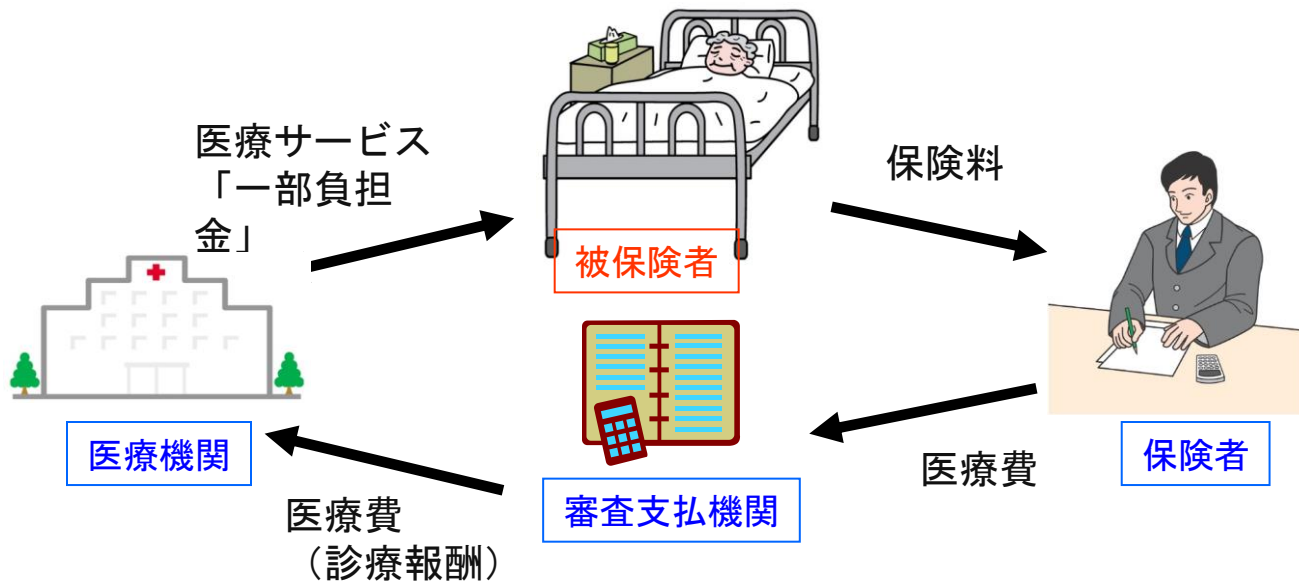 医療サービス
「一部負担
金」
保険料
被保険者
医療機関
医療費
（診療報酬）
審査支払機関
医療費
保険者